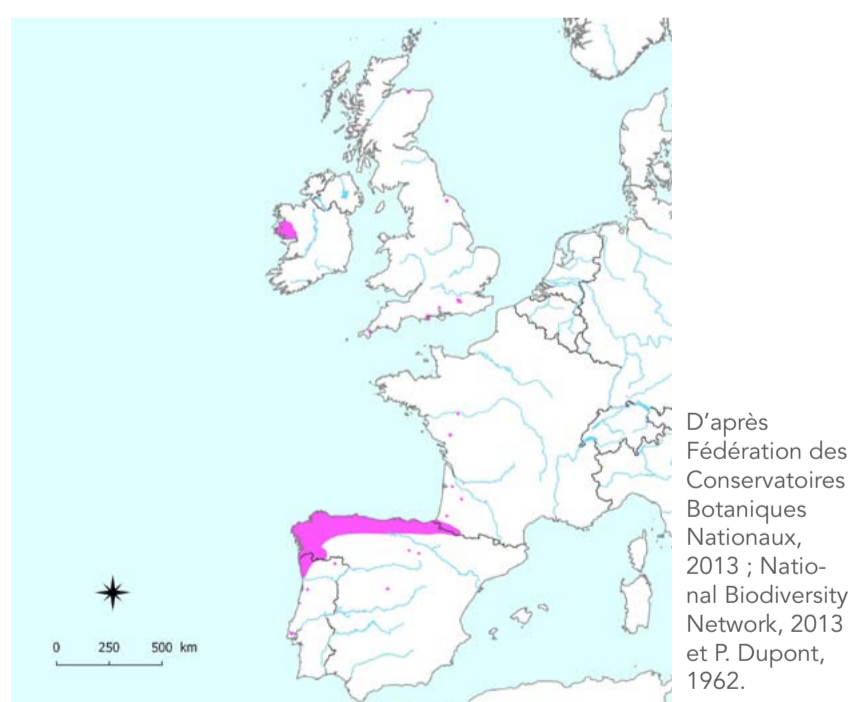 D’après
Fédération des
Conservatoires
Botaniques
Nationaux,
2013 ; Natio-
nal Biodiversity
Network, 2013
et P. Dupont,
1962.
0 250 500 km